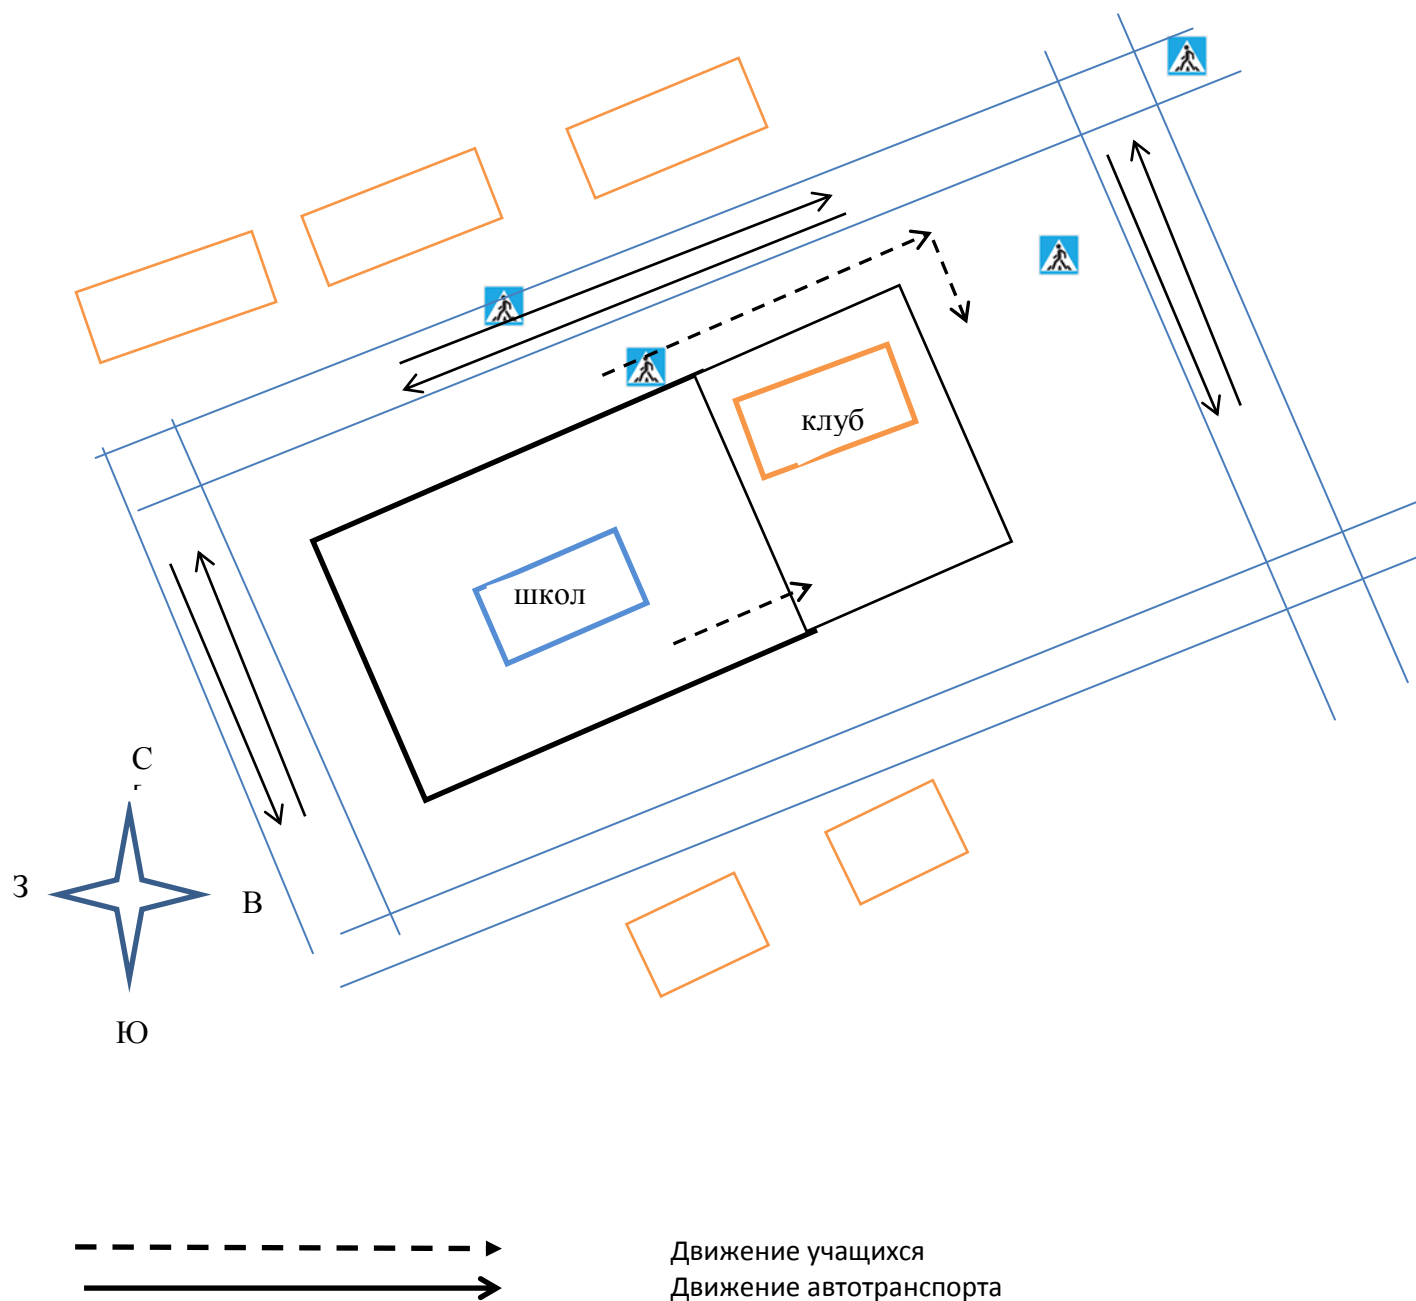 клуб
школ
С
З
В
Ю
Движение учащихся
Движение автотранспорта